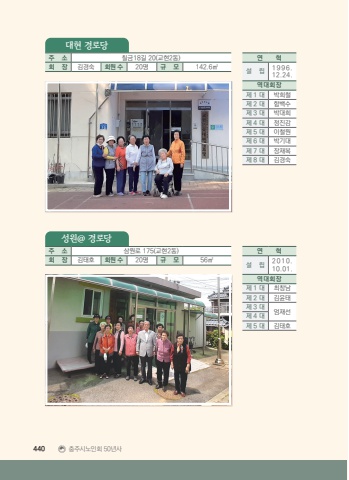 대현 경로당
주 소 칠금18길 20(교현2동)
회 장 김경숙 회원수 20명 규 모 142.6㎡
연 혁
설 립 1996. 12.24.
역대회장
제1대 박희철
제2대 함백수
제3대 박대희
제4대 정진감
제5대 이철원
제6대 박기대
제7대 장재욱
제8대 김경숙
성원@ 경로당
주 소 성원로 175(교현2동)
회 장 김태호 회원수 20명 규 모 56㎡
연 혁
설 립 2010. 10.01.
역대회장
제1대 최창남
제2대 김윤태
제3대 엄재선
제4대
제5대 김태호
440 충주시노인회 50년사